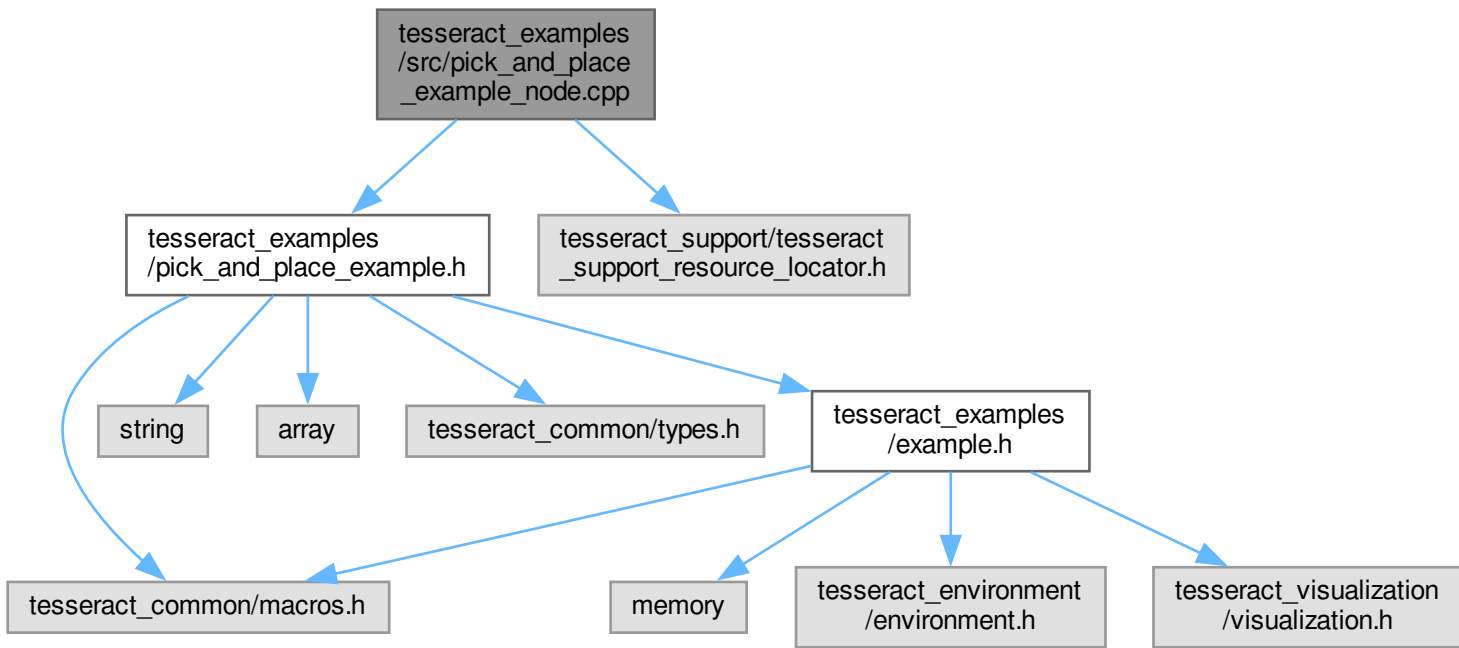 tesseract_examples
/src/pick_and_place
_example_node.cpp
tesseract_examples
/pick_and_place_example.h
tesseract_support/tesseract
_support_resource_locator.h
string
array
tesseract_common/types.h
tesseract_examples
/example.h
tesseract_common/macros.h
memory
tesseract_environment
/environment.h
tesseract_visualization
/visualization.h